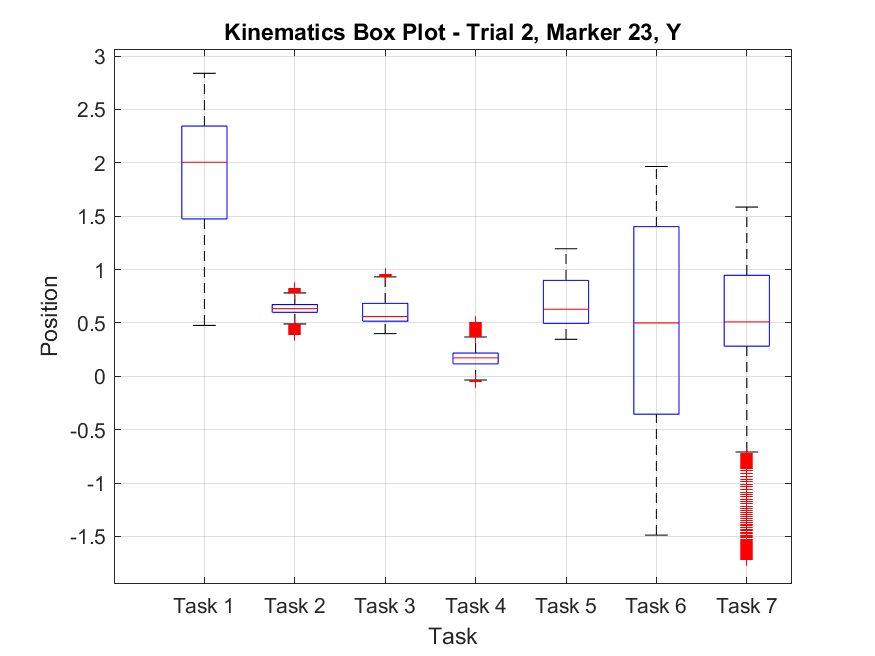 Kinematics Box Plot - Trial 2, Marker 23, Y
3
2.5
2
1.5
1
0.5
0
-0.5
-1
-1.5
Position
Task 1 Task 2 Task 3 Task 4 Task 5 Task 6 Task 7
Task